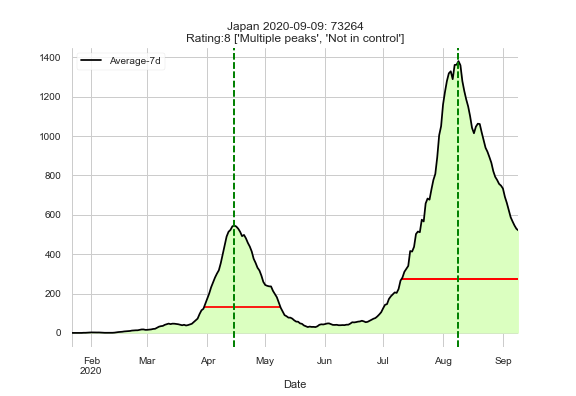 Japan 2020-09-09: 73264
Rating:8 ['Multiple peaks', 'Not in control']
Average-7d
1400
1200
1000
800
600
400
200
0
Feb Mar Apr May Jun Jul Aug Sep
2020
Date